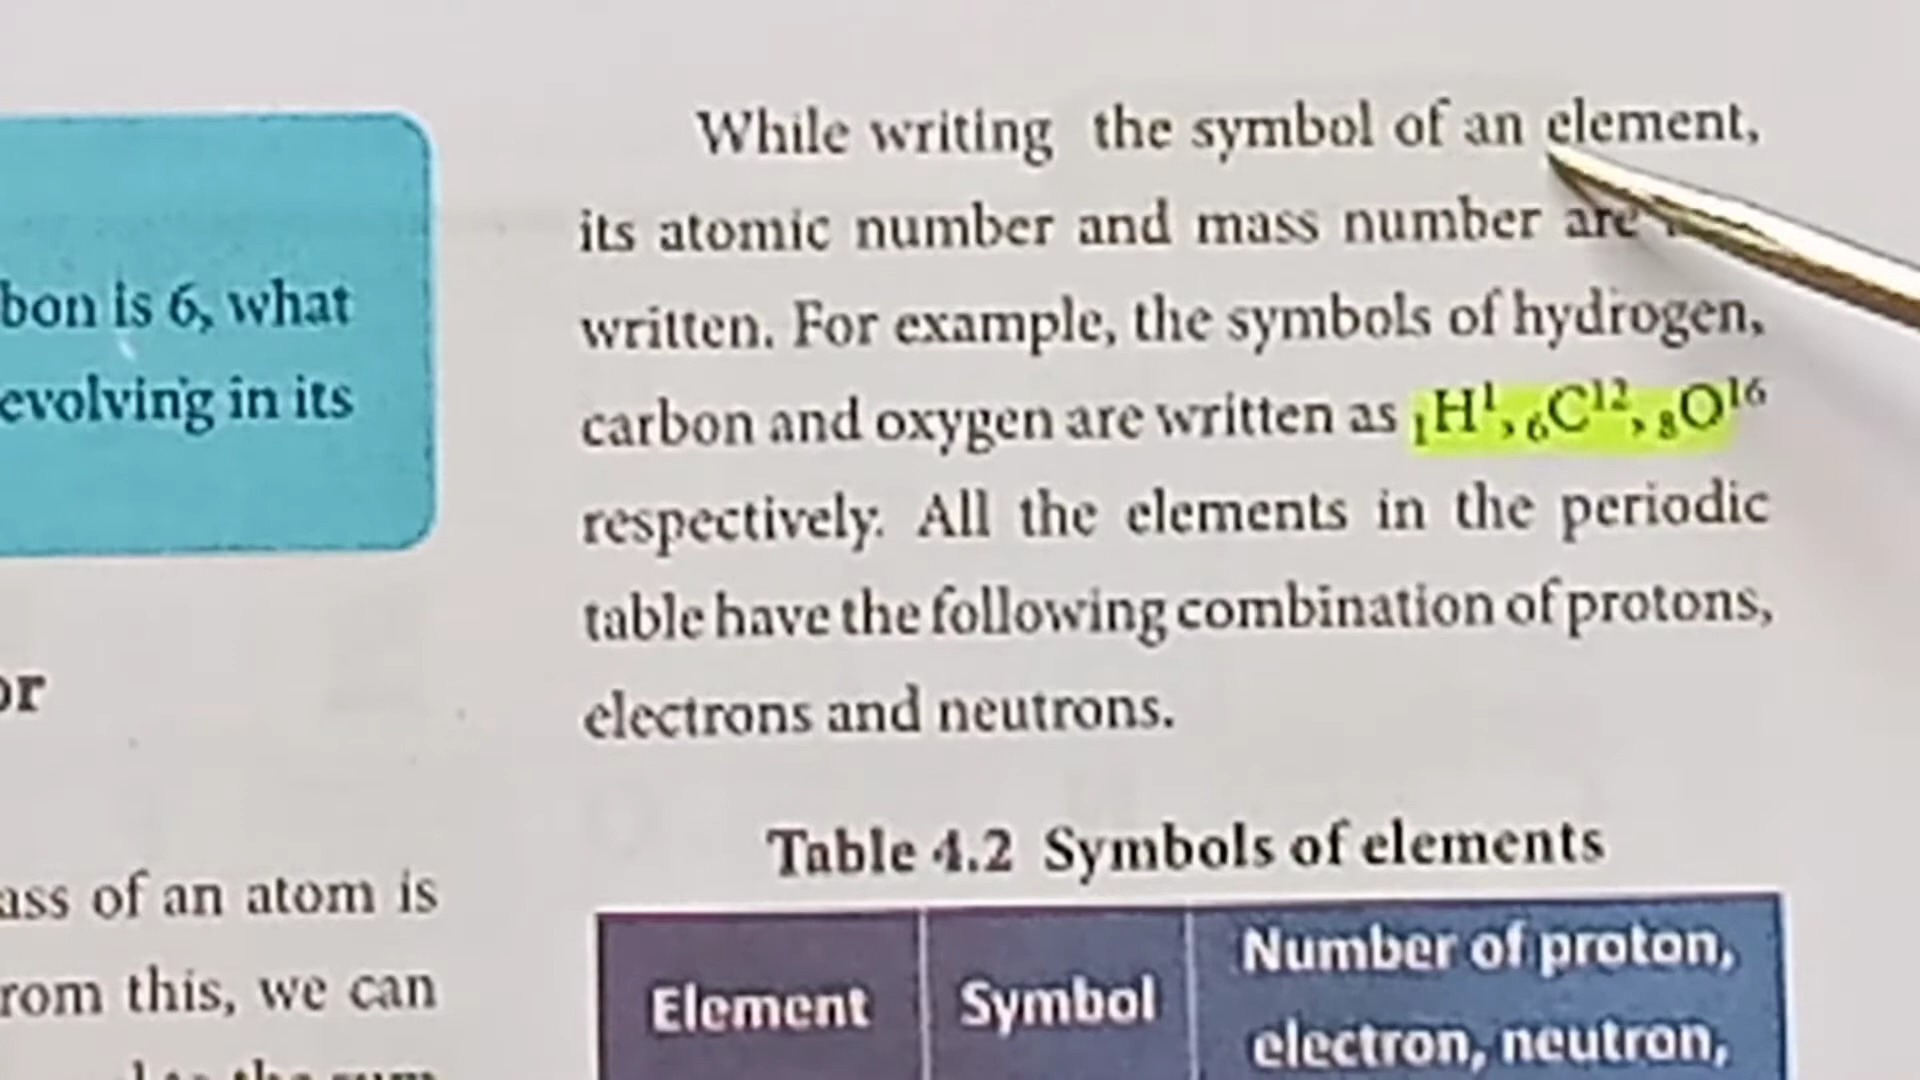 bon is 6, what
evolving in its
or
ass of an atom is
rom this, we can
While writing the symbol of an element,
its atomic number and mass number are
written. For example, the symbols of hydrogen,
carbon and oxygen are written as ₁H¹, ₆C¹², ₈O¹⁶
respectively. All the elements in the periodic
table have the following combination of protons,
electrons and neutrons.
Table 4.2 Symbols of elements
Element
Symbol
Number of proton,
electron, neutron,